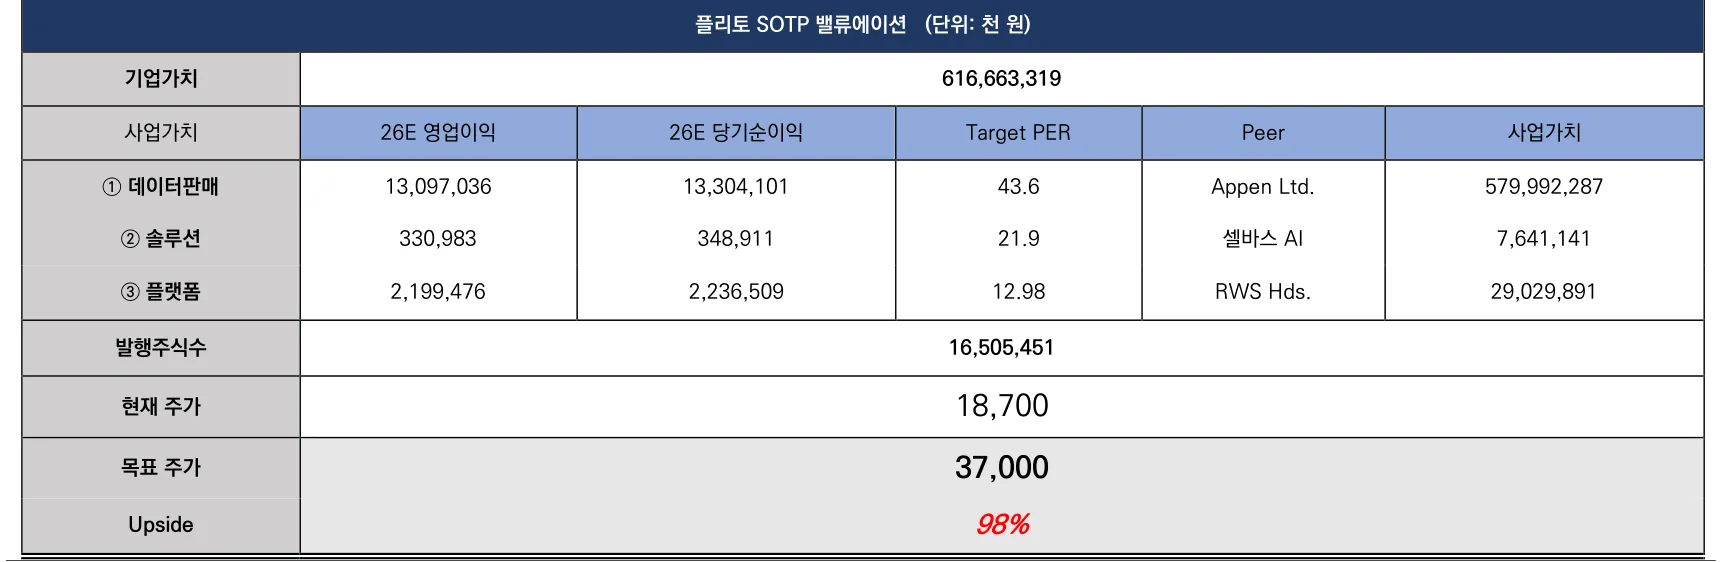 플리토 SOTP 밸류에이션 (단위: 천 원)
기업가치 616,663,319
사업가치 26E 영업이익 26E 당기순이익 Target PER Peer 사업가치
① 데이터판매 13,097,036 13,304,101 43.6 Appen Ltd. 579,992,287
② 솔루션 330,983 348,911 21.9 셀바스 AI 7,641,141
③ 플랫폼 2,199,476 2,236,509 12.98 RWS Hds. 29,029,891
발행주식수 16,505,451
현재 주가 18,700
목표 주가 37,000
Upside 98%